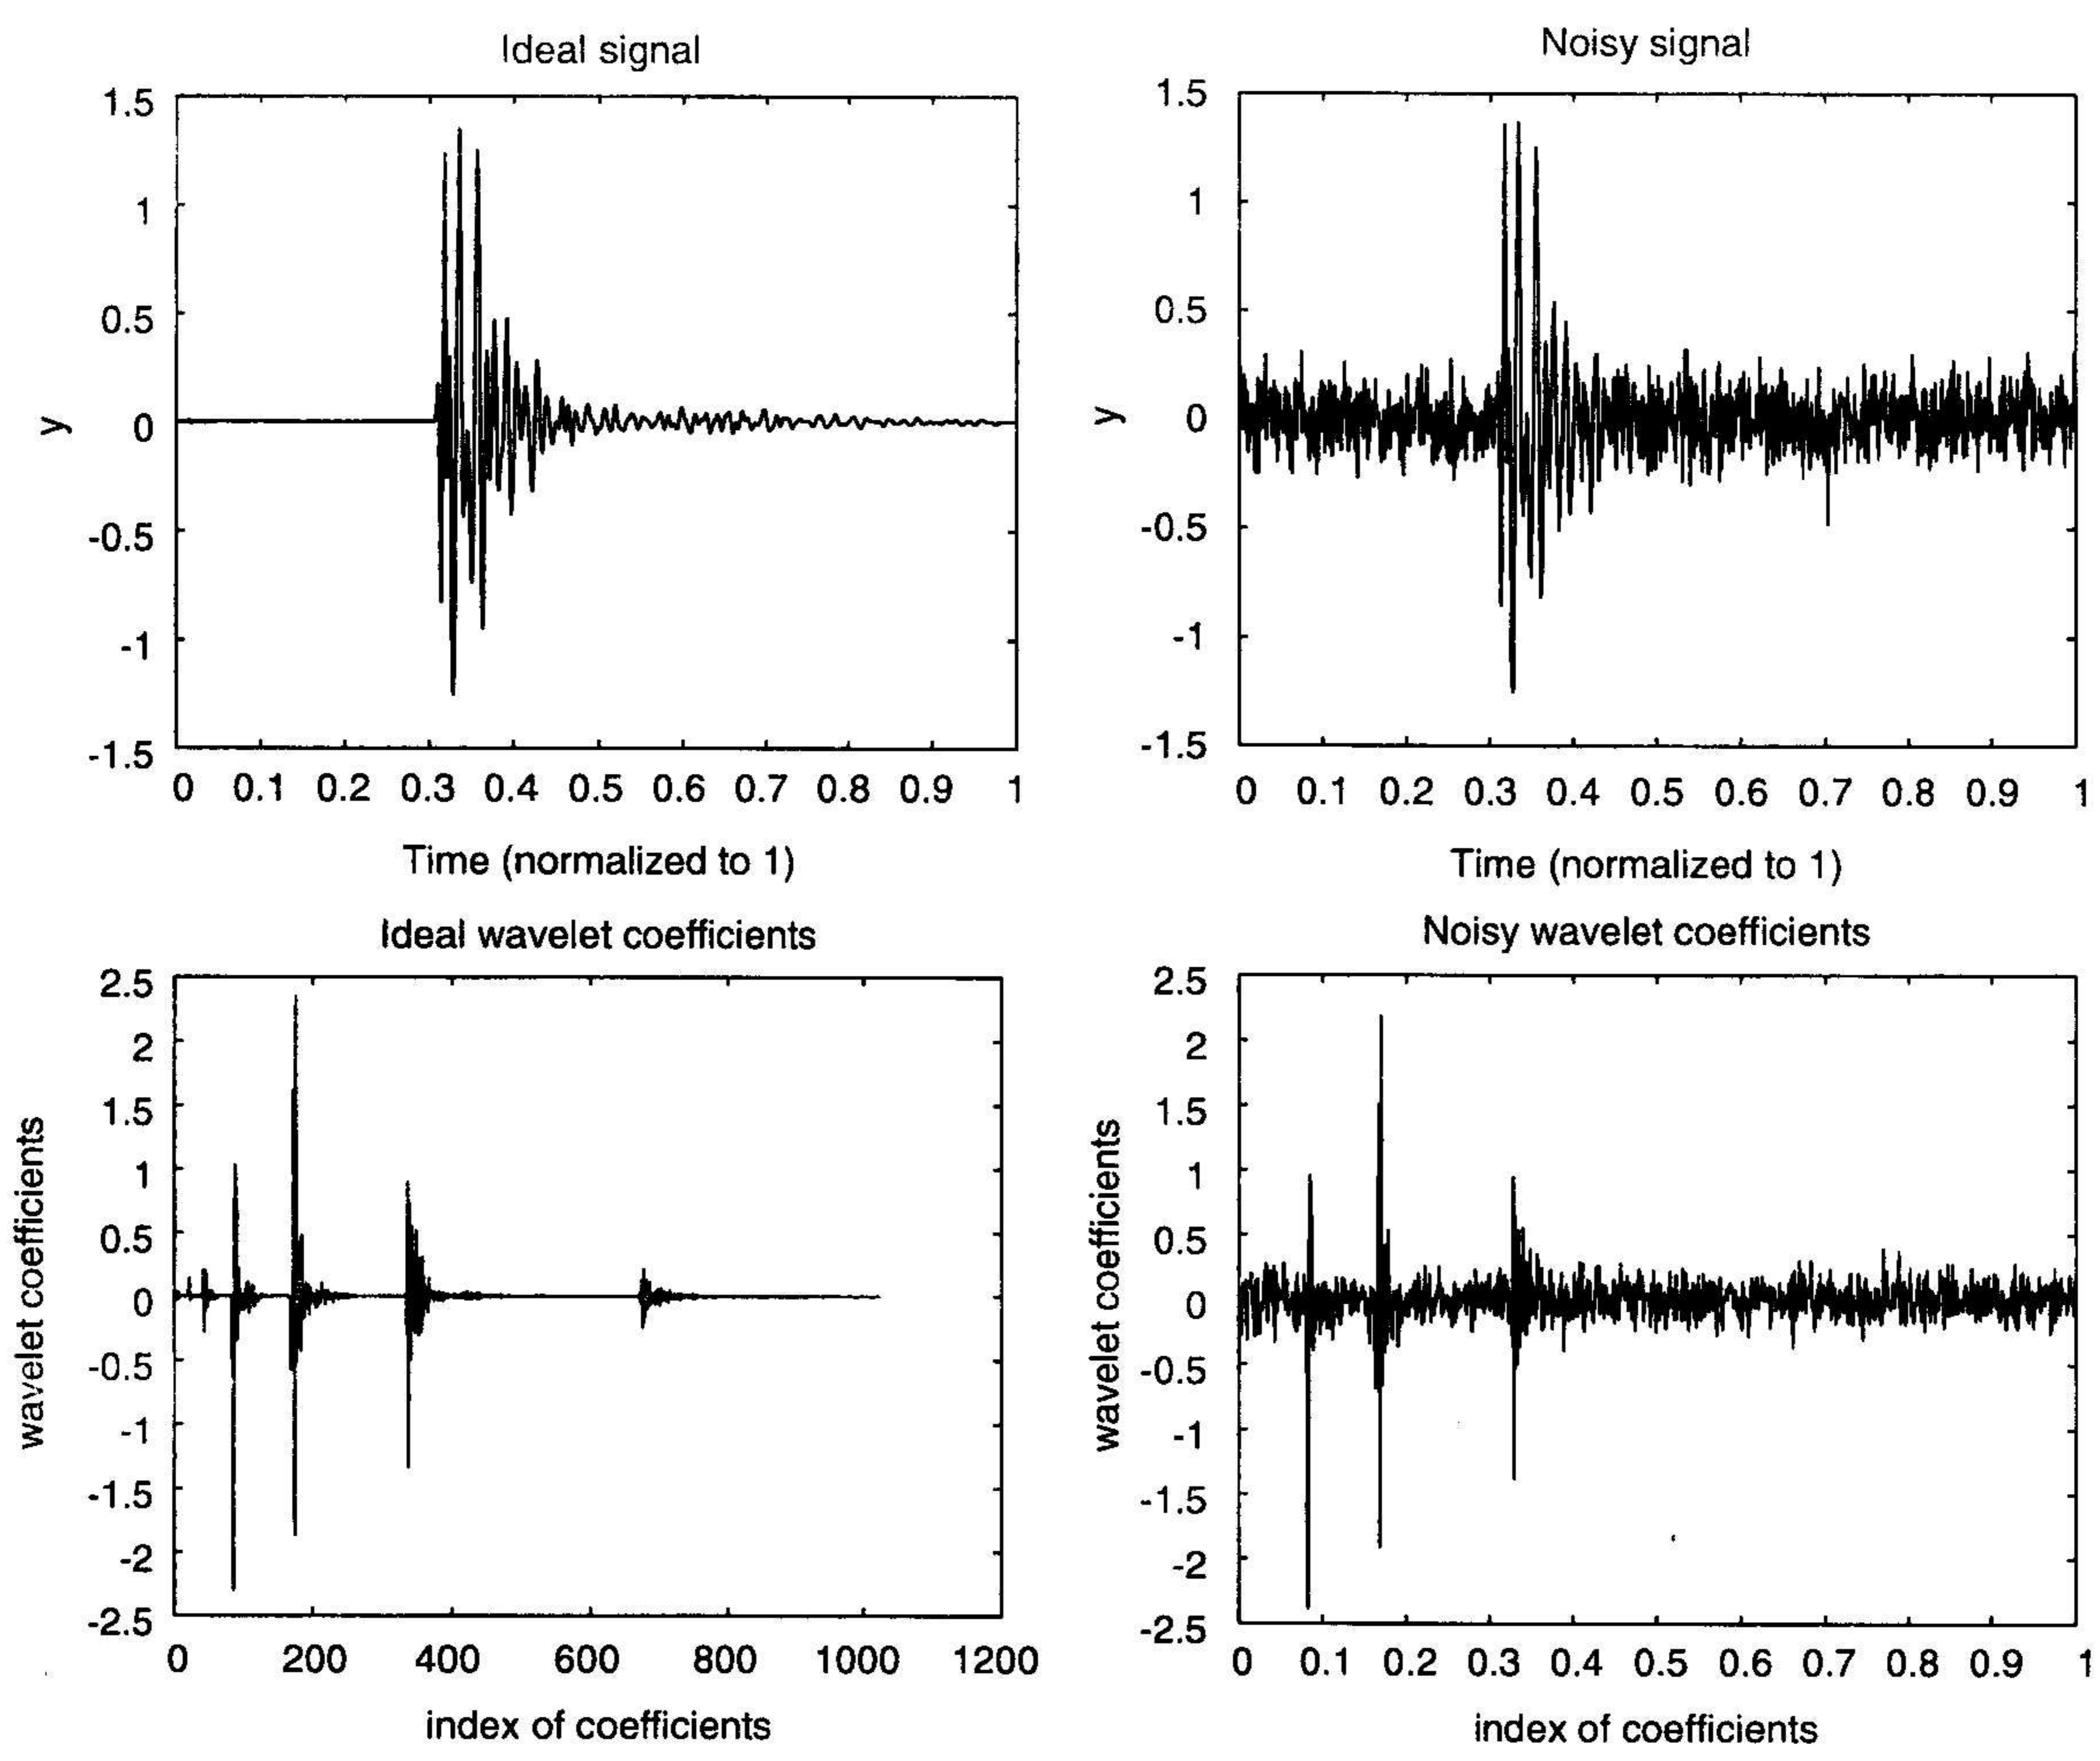 Ideal signal
1.5
1
0.5
0
-0.5
-1
-1.5
y
0 0.1 0.2 0.3 0.4 0.5 0.6 0.7 0.8 0.9 1
Time (normalized to 1)
Noisy signal
1.5
1
0.5
0
-0.5
-1
-1.5
y
0 0.1 0.2 0.3 0.4 0.5 0.6 0.7 0.8 0.9 1
Time (normalized to 1)
Ideal wavelet coefficients
2.5
2
1.5
1
0.5
0
-0.5
-1
-1.5
-2
-2.5
wavelet coefficients
0 200 400 600 800 1000 1200
index of coefficients
Noisy wavelet coefficients
2.5
2
1.5
1
0.5
0
-0.5
-1
-1.5
-2
-2.5
wavelet coefficients
0 0.1 0.2 0.3 0.4 0.5 0.6 0.7 0.8 0.9 1
index of coefficients